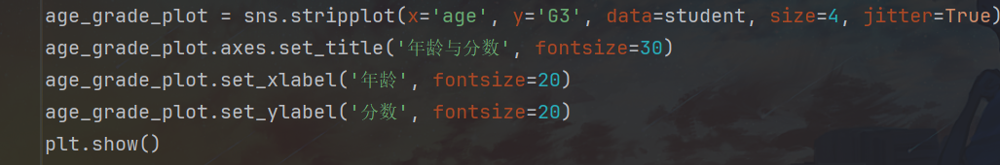 age_grade_plot = sns.stripplot(x='age', y='G3', data=student, size=4, jitter=True)
age_grade_plot.axes.set_title('年龄与分数', fontsize=30)
age_grade_plot.set_xlabel('年龄', fontsize=20)
age_grade_plot.set_ylabel('分数', fontsize=20)
plt.show()